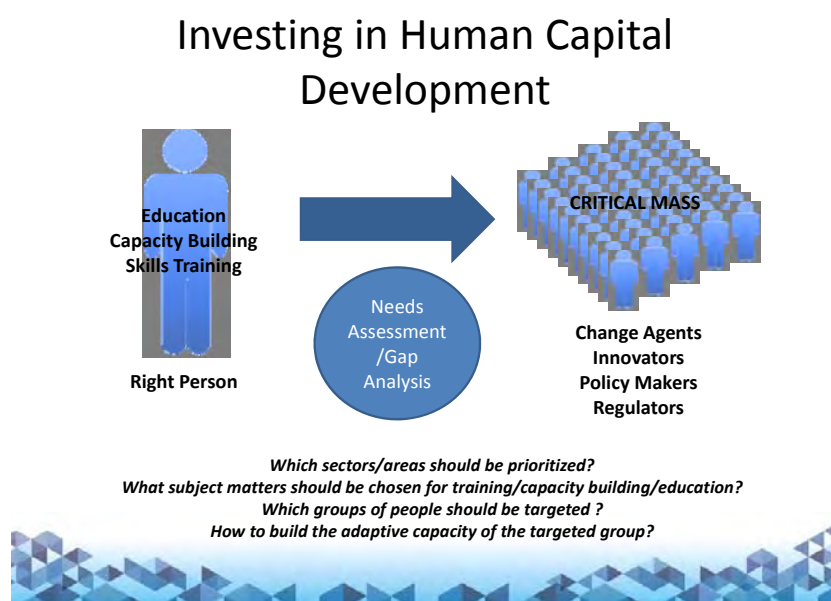 Investing in Human Capital
Development
Education
Capacity Building
Skills Training
Right Person
Needs
Assessment
/Gap
Analysis
CRITICAL MASS
Change Agents
Innovators
Policy Makers
Regulators
Which sectors/areas should be prioritized?
What subject matters should be chosen for training/capacity building/education?
Which groups of people should be targeted ?
How to build the adaptive capacity of the targeted group?